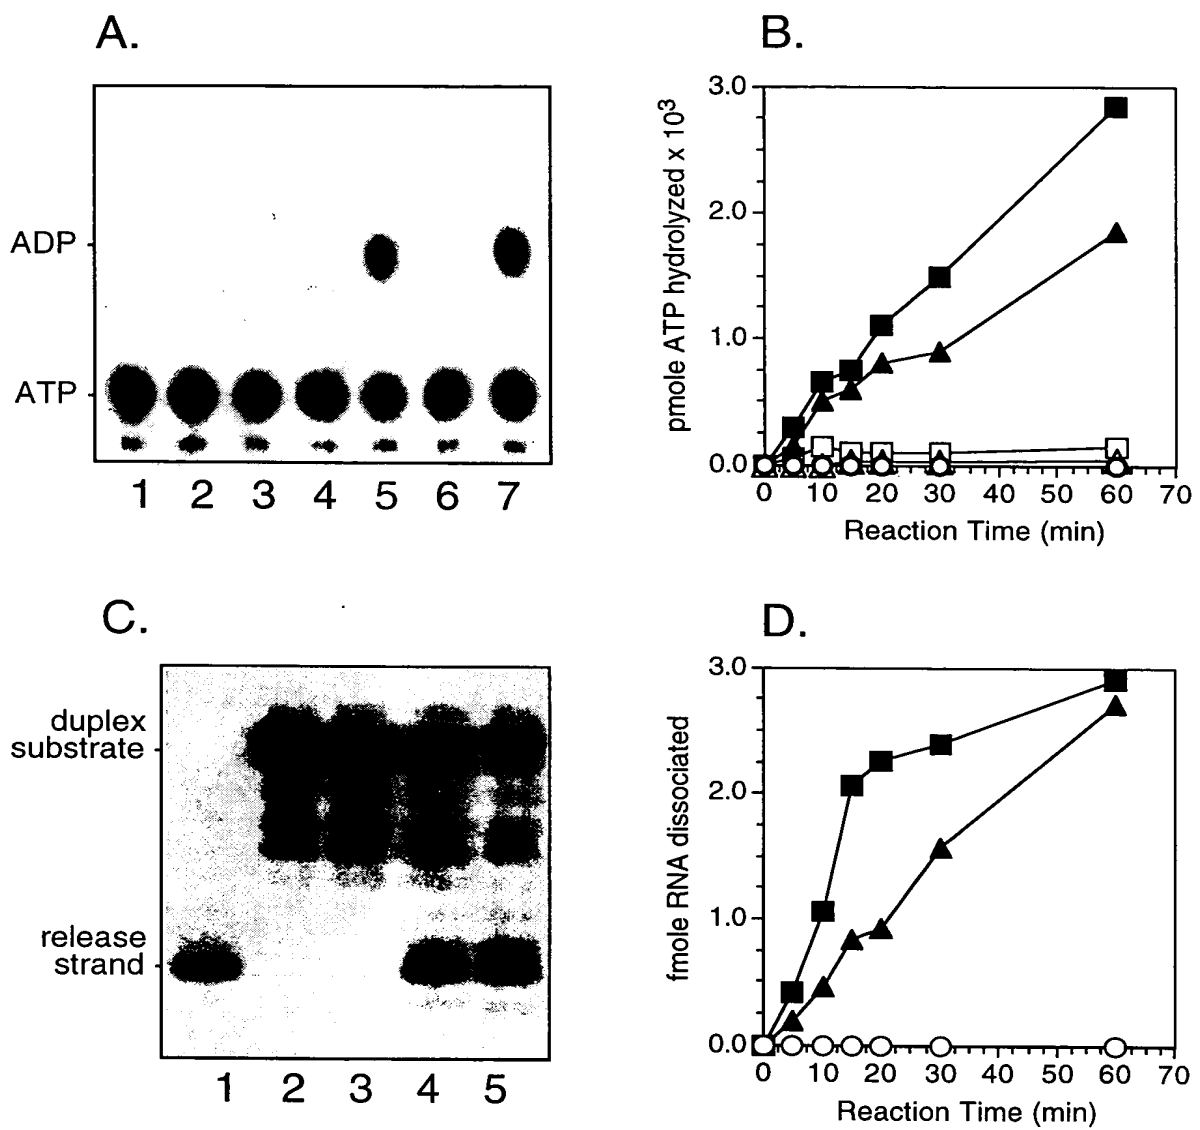 A.
ADP
ATP
1 2 3 4 5 6 7
B.
pmole ATP hydrolyzed x 10³
3.0
2.0
1.0
0.0
0 10 20 30 40 50 60 70
Reaction Time (min)
C.
duplex
substrate
release
strand
1 2 3 4 5
D.
fmole RNA dissociated
3.0
2.0
1.0
0.0
0 10 20 30 40 50 60 70
Reaction Time (min)